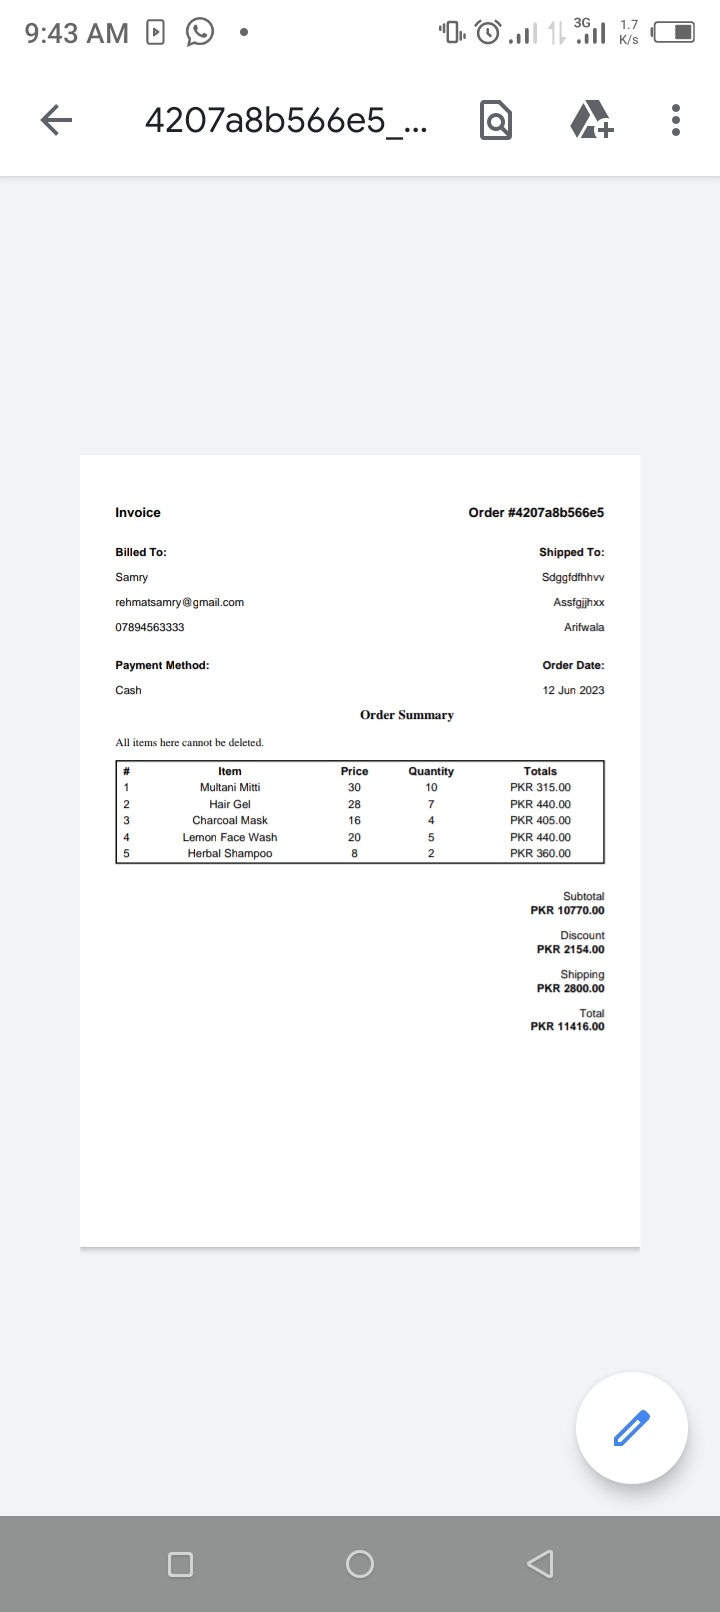 9:43 AM 3G 1.7 K/s
4207a8b566e5_...
Invoice Order #4207a8b566e5
Billed To: Shipped To:
Samry Sdggfdfhhvv
rehmatsamry@gmail.com Assfgjjhxx
07894563333 Arifwala
Payment Method: Order Date:
Cash 12 Jun 2023
Order Summary
All items here cannot be deleted.
# Item Price Quantity Totals
1 Multani Mitti 30 10 PKR 315.00
2 Hair Gel 28 7 PKR 440.00
3 Charcoal Mask 16 4 PKR 405.00
4 Lemon Face Wash 20 5 PKR 440.00
5 Herbal Shampoo 8 2 PKR 360.00
Subtotal
PKR 10770.00
Discount
PKR 2154.00
Shipping
PKR 2800.00
Total
PKR 11416.00